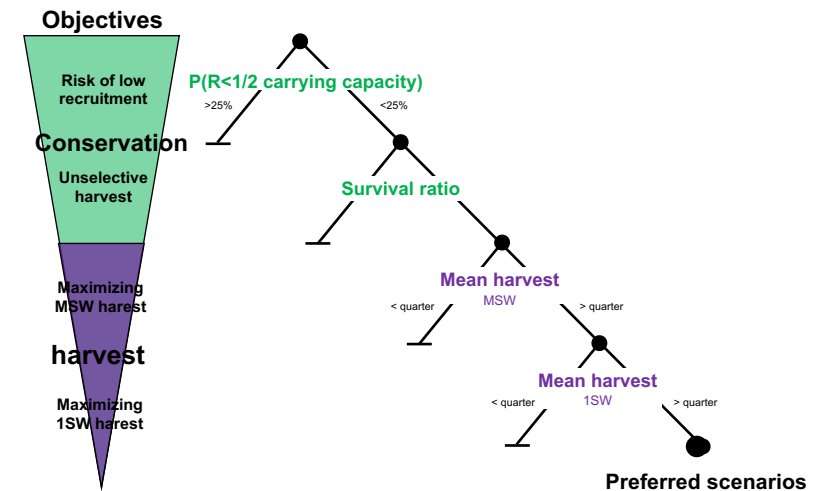 Objectives
Risk of low
recruitment
Conservation
Unselective
harvest
Maximizing
MSW harest
harvest
Maximizing
1SW harest
P(R<1/2 carrying capacity)
>25%
<25%
Survival ratio
Mean harvest
MSW
< quarter
> quarter
Mean harvest
1SW
< quarter
> quarter
Preferred scenarios